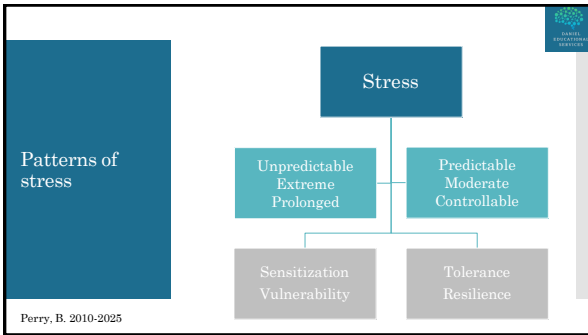 DANIEL
EDUCATIONAL
SERVICES
Patterns of
stress
Stress
Unpredictable
Extreme
Prolonged
Predictable
Moderate
Controllable
Sensitization
Vulnerability
Tolerance
Resilience
Perry, B. 2010-2025